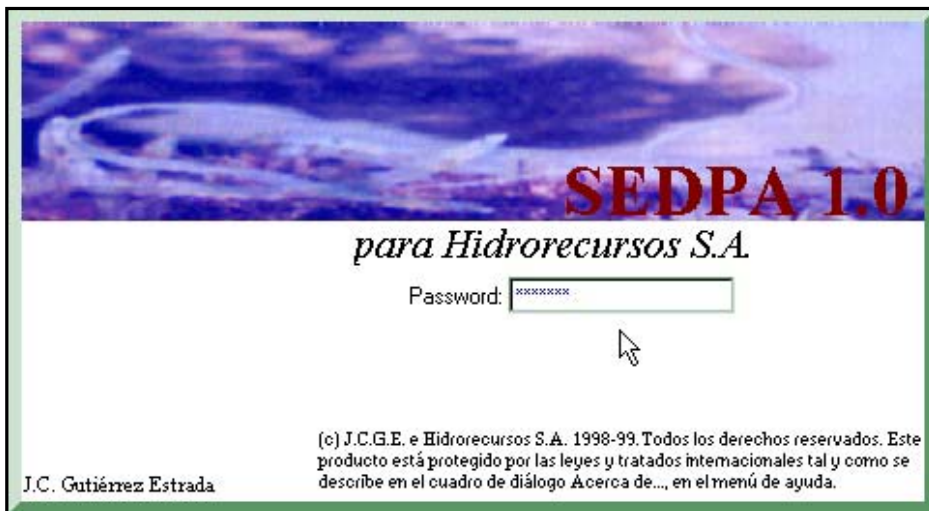 SEDPA 1.0
para Hidrorecursos S.A.
Password: *******
(c) J.C.G.E. e Hidrorecursos S.A. 1998-99. Todos los derechos reservados. Este
producto está protegido por las leyes y tratados internacionales tal y como se
describe en el cuadro de diálogo Acerca de..., en el menú de ayuda.
J.C. Gutiérrez Estrada